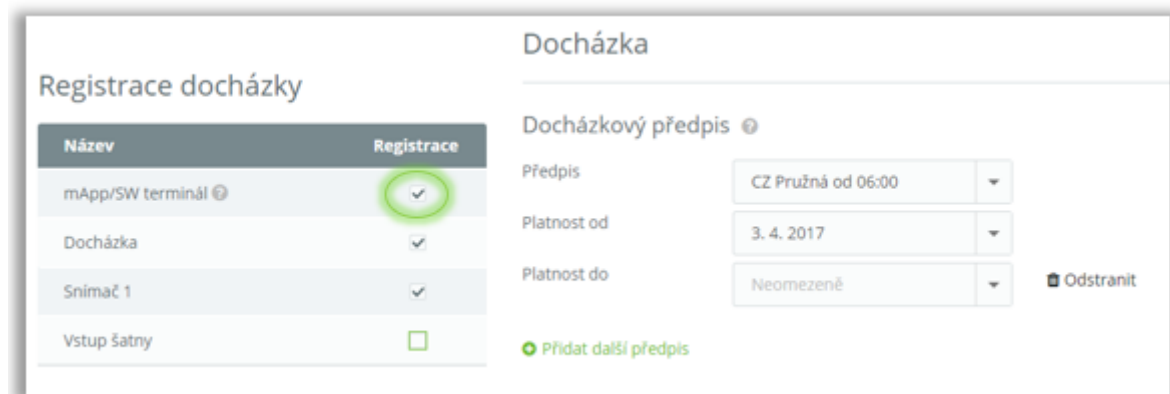 Registrace docházky
Název Registrace
mApp/SW terminál
Docházka
Snímač 1
Vstup šatny
Docházka
Docházkový předpis
Předpis CZ Pružná od 06:00
Platnost od 3. 4. 2017
Platnost do Neomezeně Odstranit
Přidat další předpis